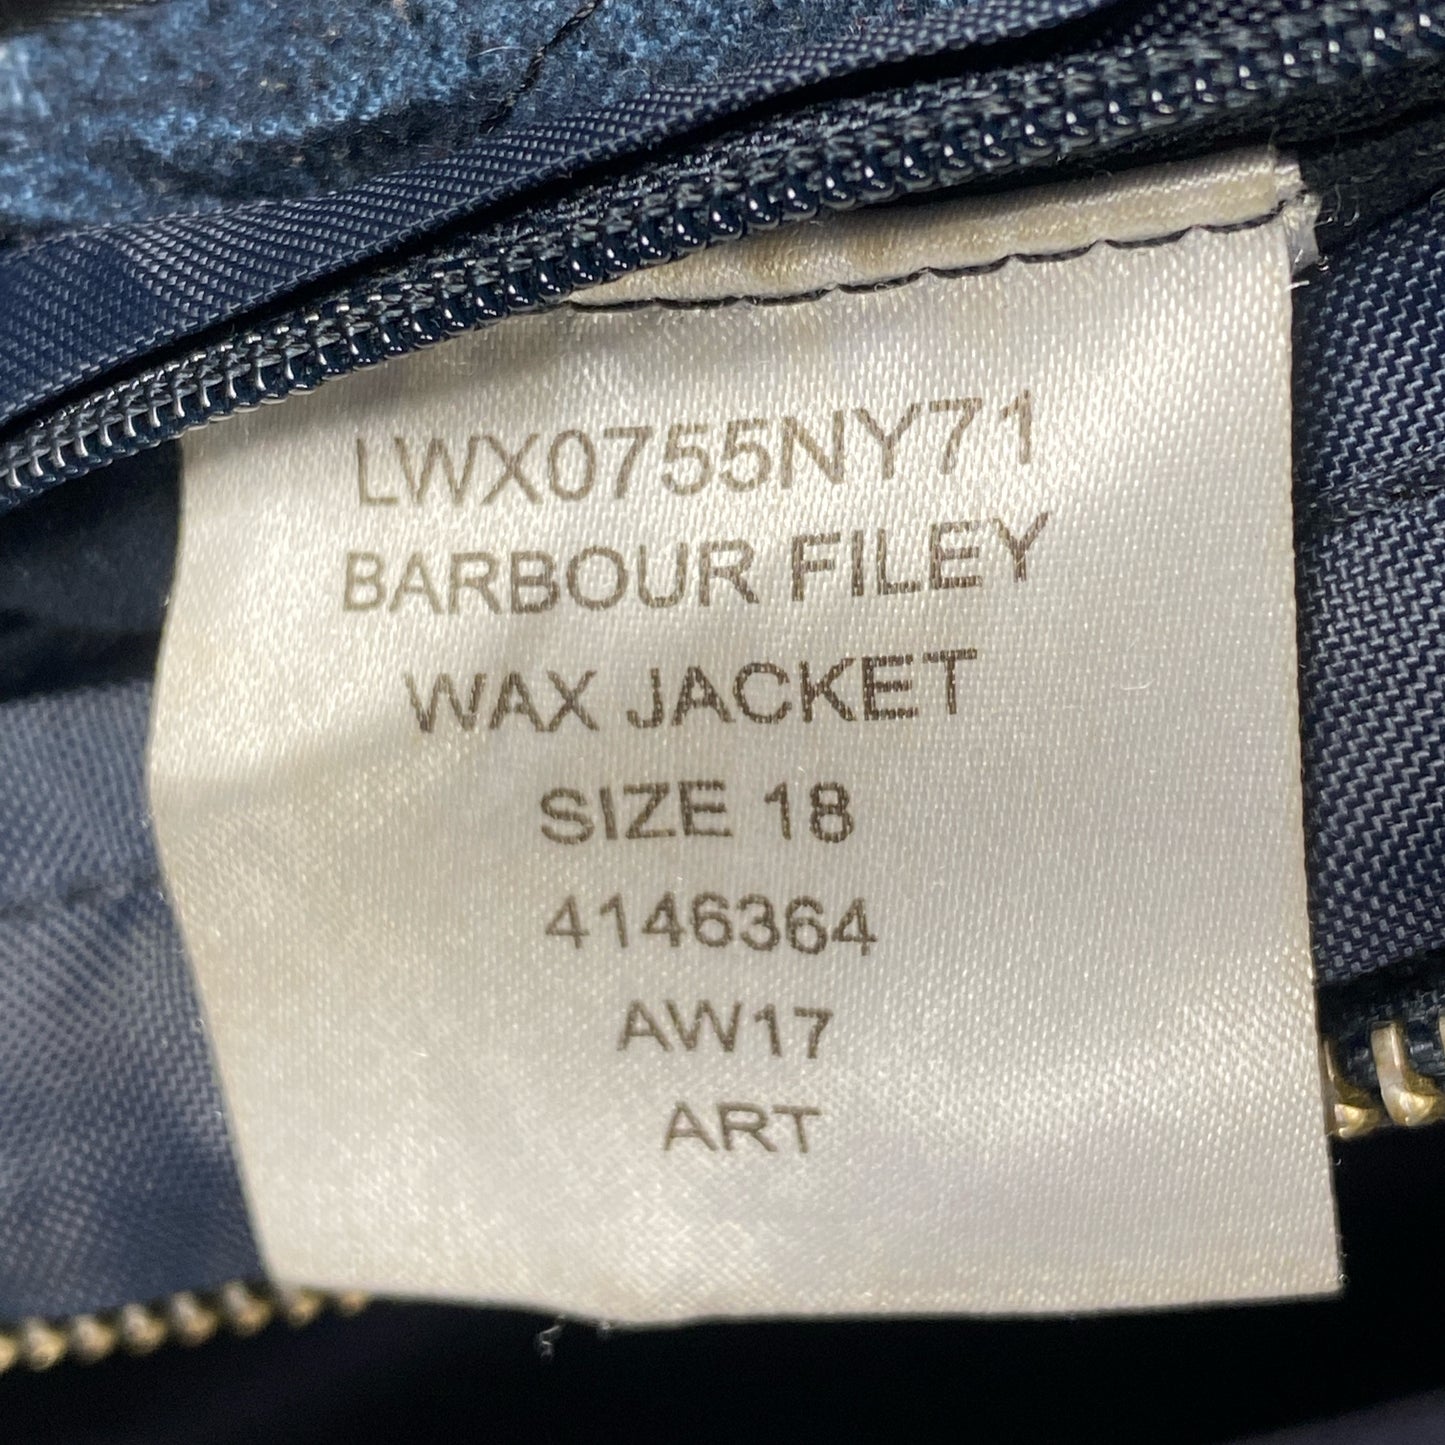 LWX0755NY71
BARBOUR FILEY
WAX JACKET
SIZE 18
4146364
AW17
ART